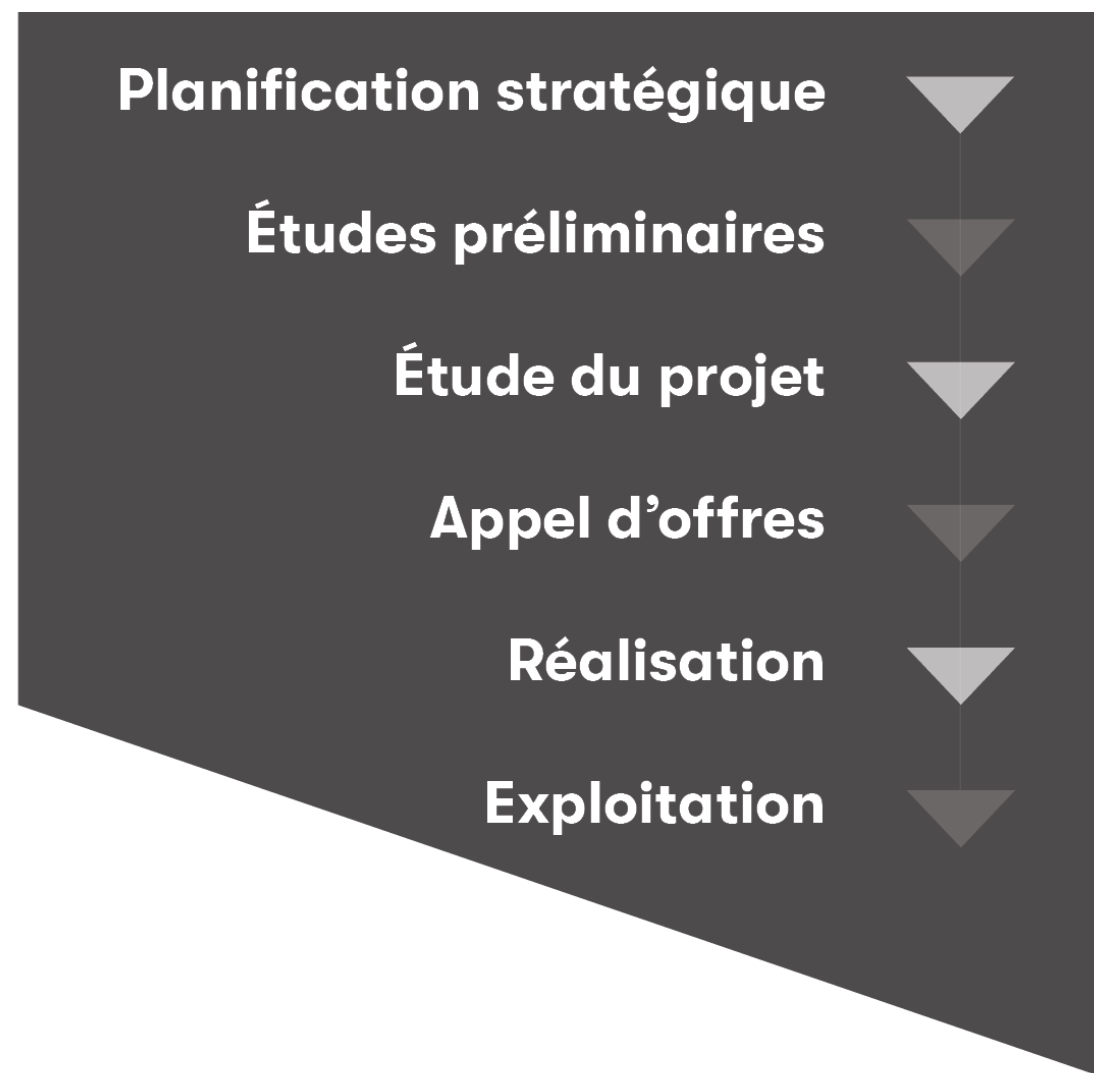 Planification stratégique
Études préliminaires
Étude du projet
Appel d’offres
Réalisation
Exploitation